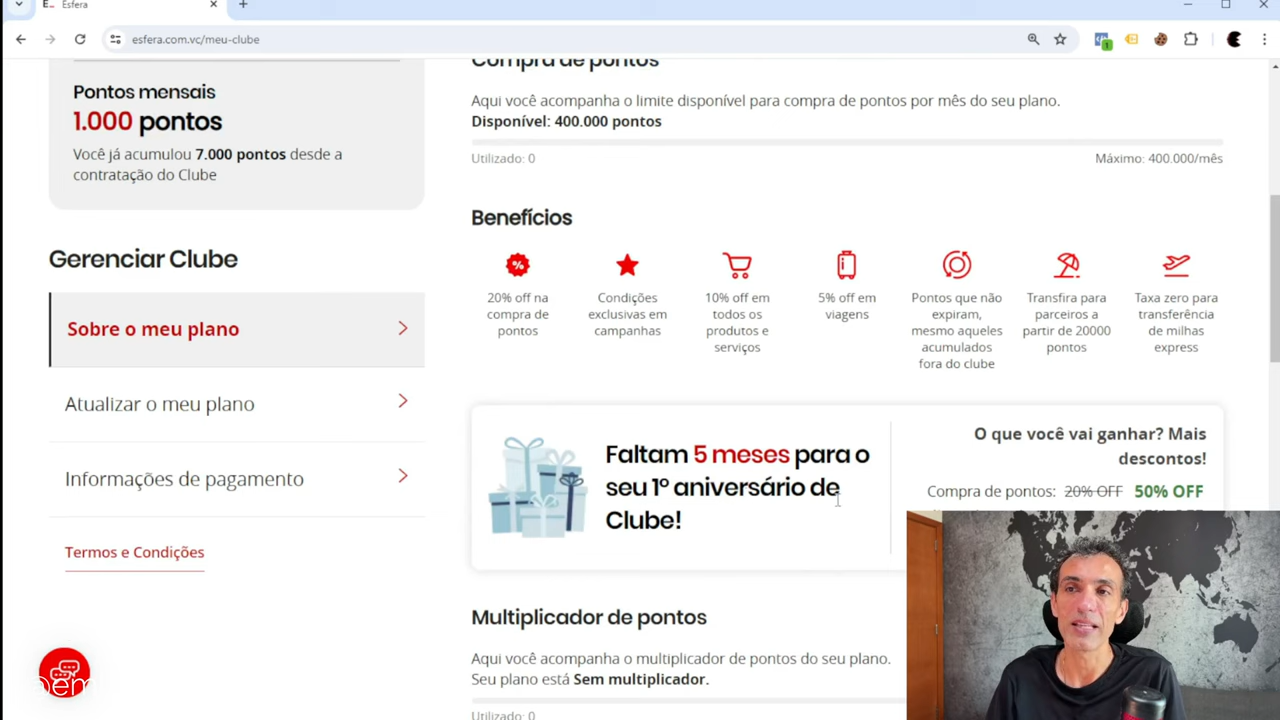 Esfera
esfera.com.vc/meu-clube
1
Pontos mensais
1.000 pontos
Você já acumulou 7.000 pontos desde a
contratação do Clube
Gerenciar Clube
Sobre o meu plano
Atualizar o meu plano
Informações de pagamento
Termos e Condições
Compra de pontos
Aqui você acompanha o limite disponível para compra de pontos por mês do seu plano.
Disponível: 400.000 pontos
Utilizado: 0
Máximo: 400.000/mês
Benefícios
20% off na
compra de
pontos
Condições
exclusivas em
campanhas
10% off em
todos os
produtos e
serviços
5% off em
viagens
Pontos que não
expiram,
mesmo aqueles
acumulados
fora do clube
Transfira para
parceiros a
partir de 20000
pontos
Taxa zero para
transferência
de milhas
express
Faltam 5 meses para o
seu 1º aniversário de
Clube!
O que você vai ganhar? Mais
descontos!
Compra de pontos: 20% OFF 50% OFF
Multiplicador de pontos
Aqui você acompanha o multiplicador de pontos do seu plano.
Seu plano está Sem multiplicador.
Utilizado: 0